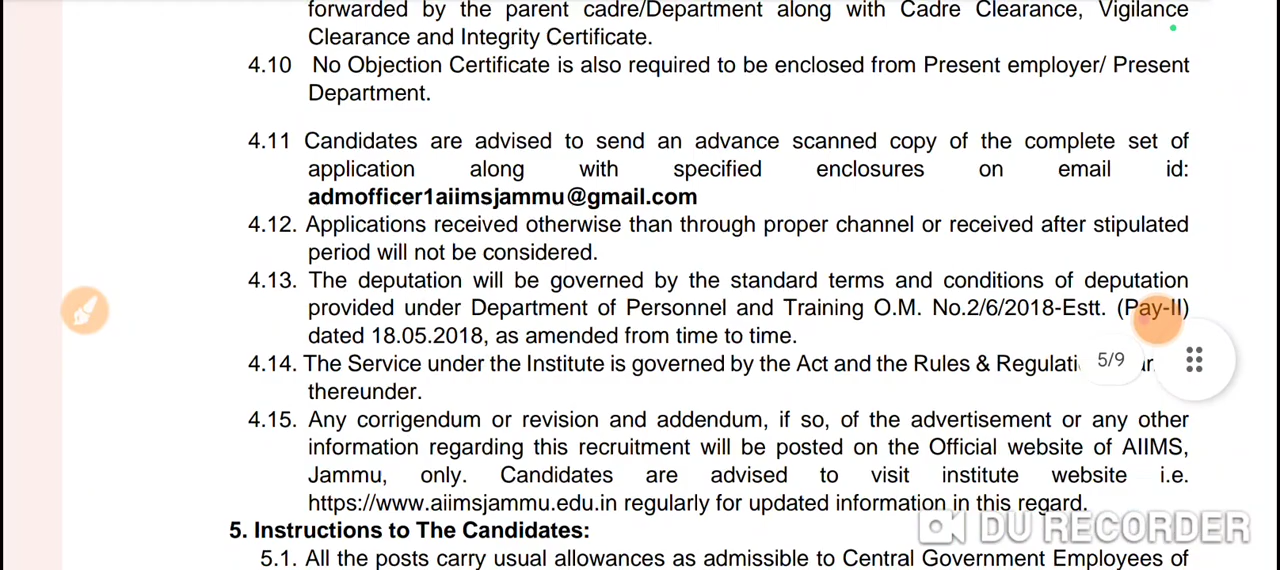 forwarded by the parent cadre/Department along with Cadre Clearance, Vigilance
Clearance and Integrity Certificate.
4.10 No Objection Certificate is also required to be enclosed from Present employer/ Present
Department.
4.11 Candidates are advised to send an advance scanned copy of the complete set of
application along with specified enclosures on email id:
admofficer1aiimsjammu@gmail.com
4.12. Applications received otherwise than through proper channel or received after stipulated
period will not be considered.
4.13. The deputation will be governed by the standard terms and conditions of deputation
provided under Department of Personnel and Training O.M. No.2/6/2018-Estt. (Pay-II)
dated 18.05.2018, as amended from time to time.
4.14. The Service under the Institute is governed by the Act and the Rules &
5/9
thereunder.
4.15. Any corrigendum or revision and addendum, if so, of the advertisement or any other
information regarding this recruitment will be posted on the Official website of AIIMS,
Jammu, only. Candidates are advised to visit institute website i.e.
https://www.aiimsjammu.edu.in regularly for updated information in this regard.
5. Instructions to The Candidates:
DU RECORDER
5.1. All the posts carry usual allowances as admissible to Central Government Employees of